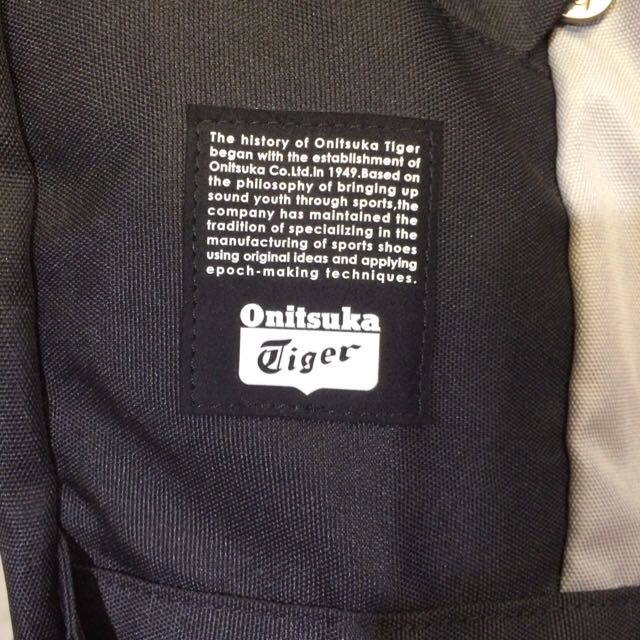 The history of Onitsuka Tiger
began with the establishment of
Onitsuka Co.Ltd.in 1949.Based on
the philosophy of bringing up
sound youth through sports,the
company has maintained the
tradition of specializing in the
manufacturing of sports shoes
using original ideas and applying
epoch-making techniques.
Onitsuka
Tiger